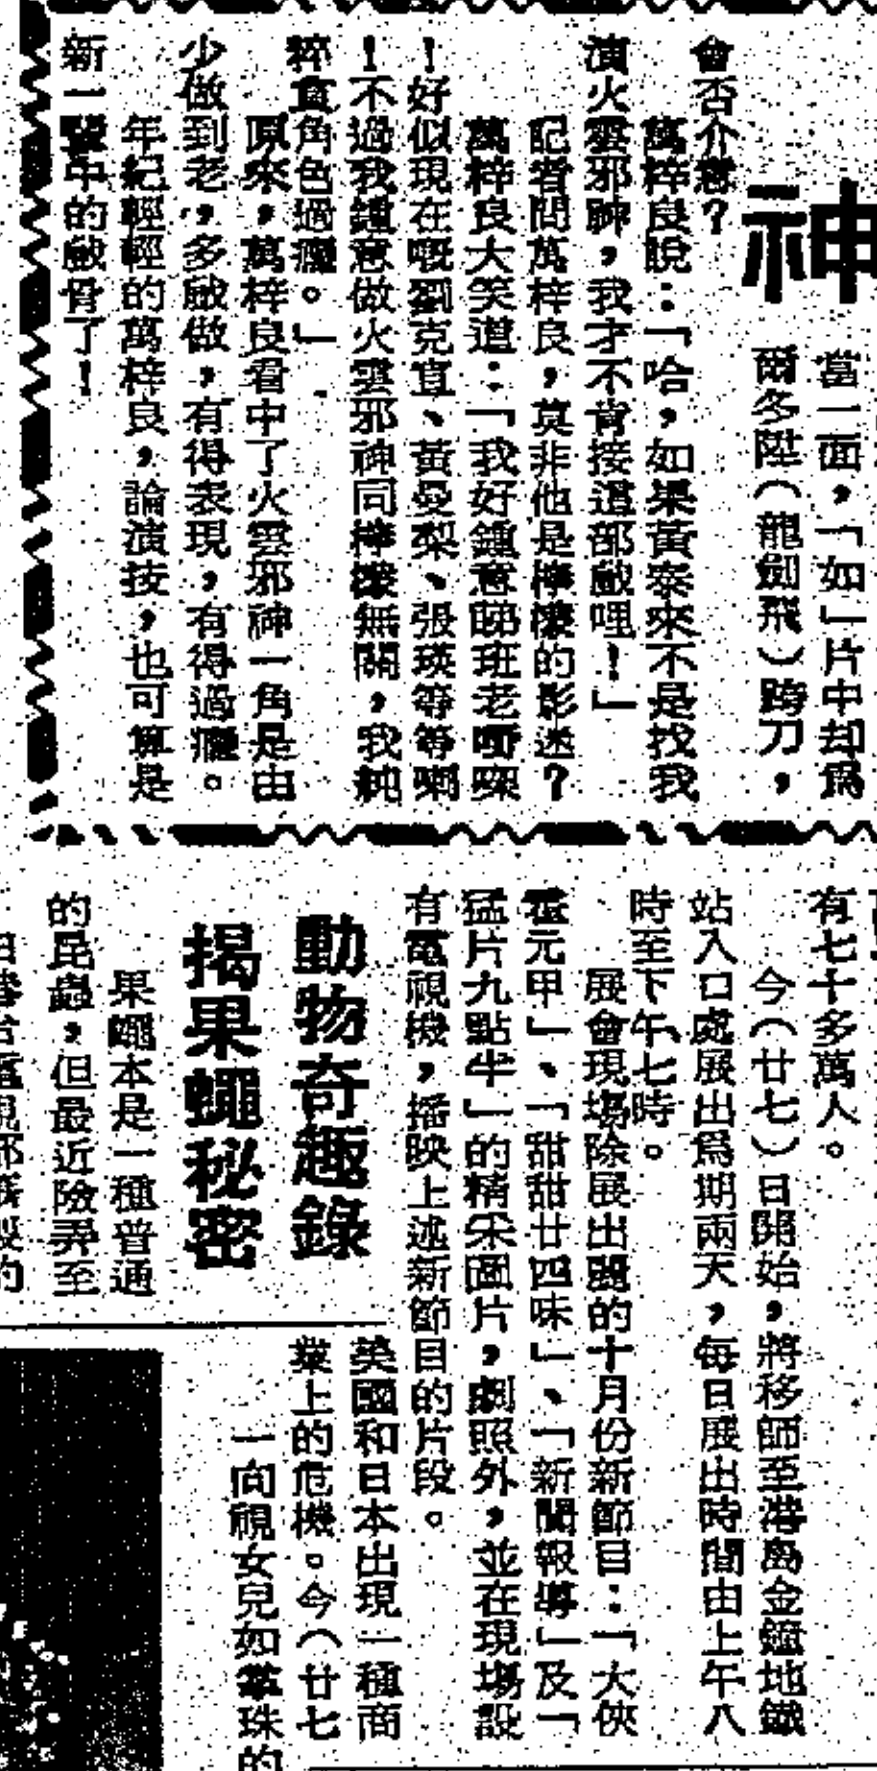 神
當一面，「如」片中却爲
爾冬陞（龍劍飛）跨刀，
會否介意？
萬梓良說：「哈，如果黃泰來不是找我
演火雲邪神，我才不肯接這部戲哩！」
記者問萬梓良，莫非他是梓懷的影迷？
萬梓良大笑道：「我好鍾意睇班老嘢㗎
！好似現在嘅劉克宣、黃曼梨、張瑛等等喇
！不過我鍾意做火雲邪神同梓懷無關，我純
粹貪角色過癮。」
原來，萬梓良看中了火雲邪神一角是由
少做到老，多戲做，有得表現，有得過癮。
年紀輕輕的萬梓良，論演技，也可算是
新一輩中的戲骨了！
有七十多萬人。
今（廿七）日開始，將移師至港島金鐘地鐵
站入口處展出爲期兩天，每日展出時間由上午八
時至下午七時。
展會現場除展出麗的十月份新節目：「大俠
霍元甲」、「甜甜廿四味」、「新聞報導」及「
猛片九點半」的精采圖片，劇照外，並在現場設
有電視機，播映上述新節目的片段。
動物奇趣錄
揭果蠅秘密
果蠅本是一種普通
的昆蟲，但最近險弄至
美國和日本出現一種商
業上的危機。今（廿七
一向視女兒如掌珠的